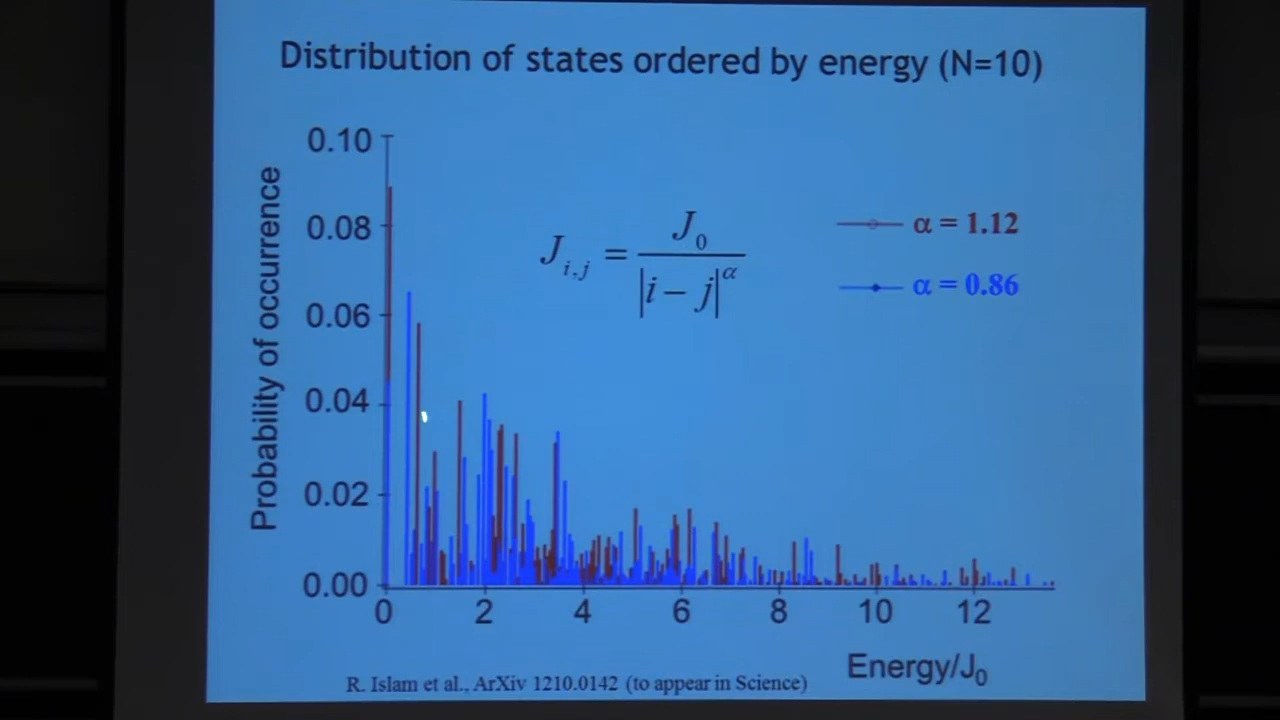 Distribution of states ordered by energy (N=10)
Probability of occurrence
0.10
0.08
0.06
0.04
0.02
0.00
J i,j = J 0 / |i − j| α
α = 1.12
α = 0.86
0 2 4 6 8 10 12
Energy/J₀
R. Islam et al., ArXiv 1210.0142 (to appear in Science)